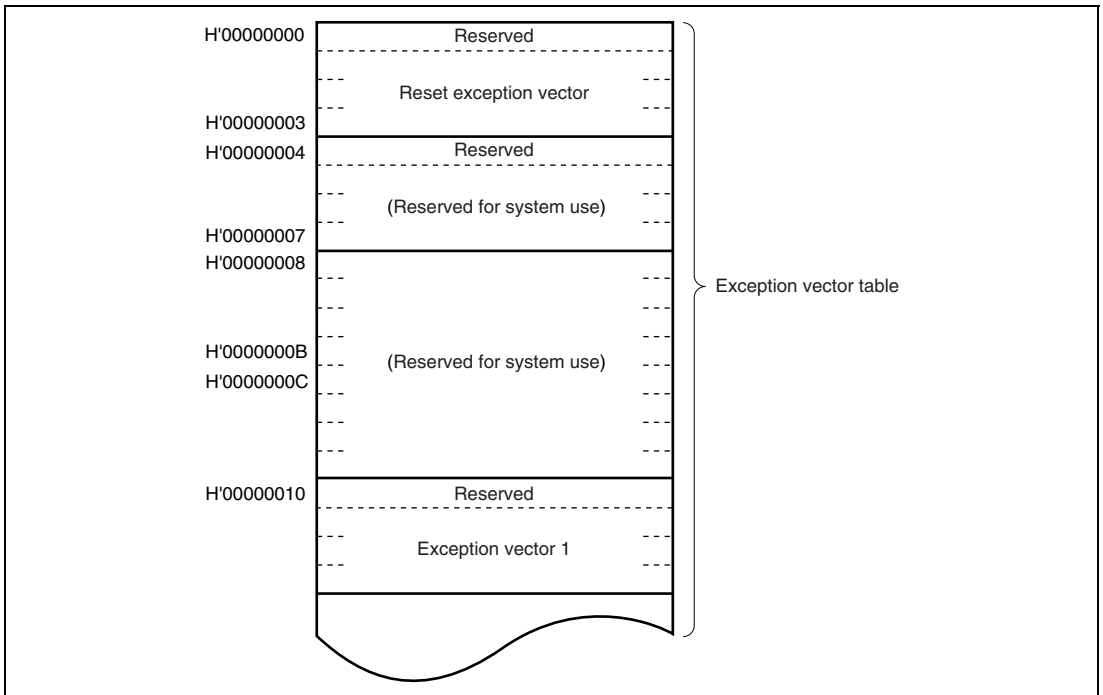 H'00000000 Reserved
Reset exception vector
H'00000003
H'00000004 Reserved
(Reserved for system use)
H'00000007
H'00000008
Exception vector table
H'0000000B
(Reserved for system use)
H'0000000C
H'00000010 Reserved
Exception vector 1